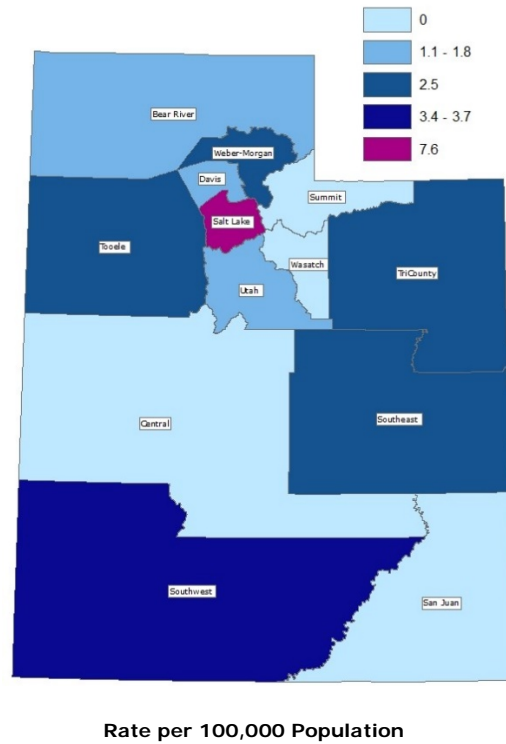 0
1.1 - 1.8
2.5
3.4 - 3.7
7.6
Bear River
Weber-Morgan
Davis
Summit
Salt Lake
Tooele
Wasatch
TriCounty
Utah
Central
Southeast
Southwest
San Juan
Rate per 100,000 Population